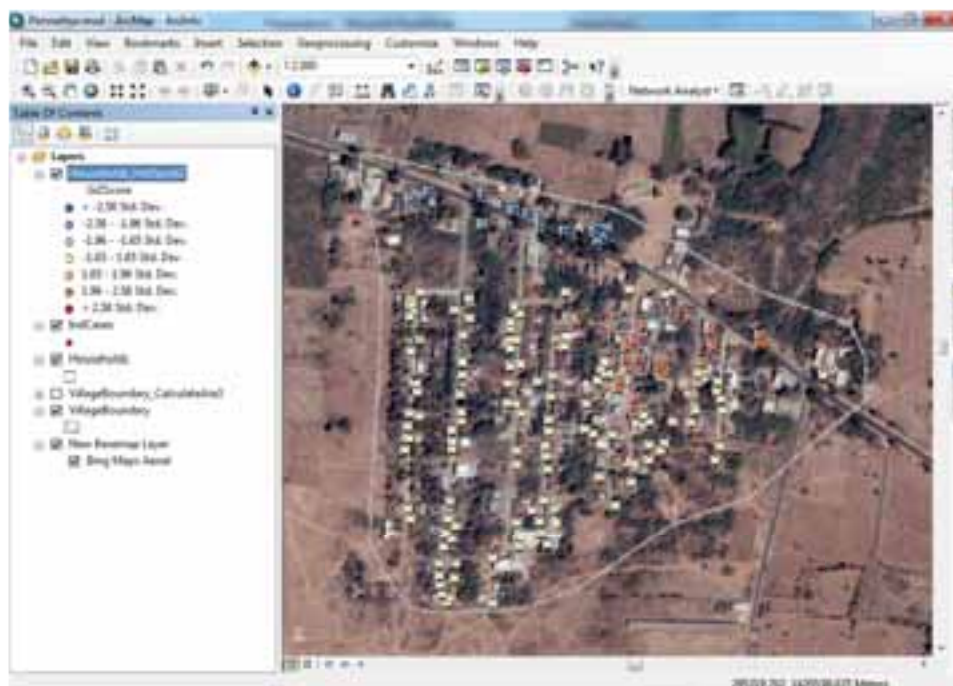 ArcMap - ArcInfo
File Edit View Bookmarks Insert Selection Geoprocessing Customize Windows Help
Network Analyst
Table Of Contents
Layers
< -2.58 Std. Dev.
-2.58 - -1.96 Std. Dev.
-1.96 - -1.65 Std. Dev.
-1.65 - 1.65 Std. Dev.
1.65 - 1.96 Std. Dev.
1.96 - 2.58 Std. Dev.
> 2.58 Std. Dev.
IndCases
Households
VillageBoundary
New Basemap Layer
Bing Maps Aerial
Meters